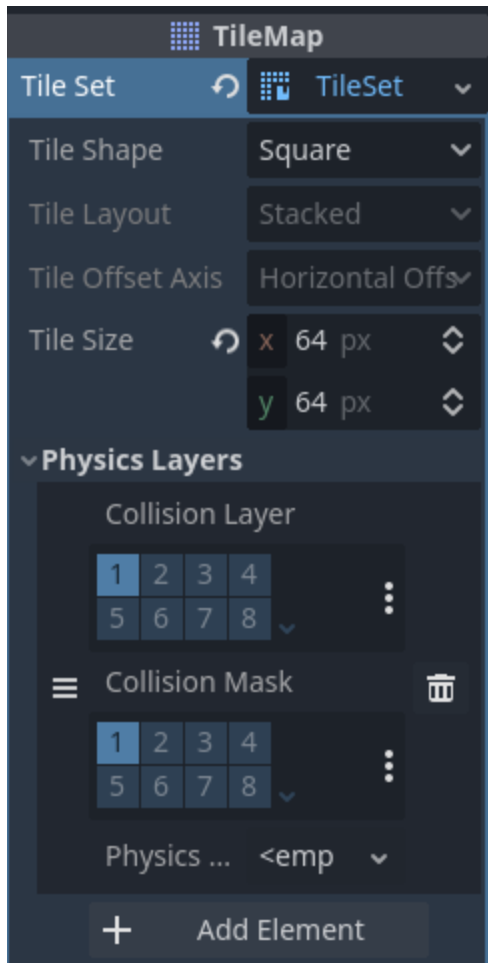 TileMap
Tile Set TileSet
Tile Shape Square
Tile Layout Stacked
Tile Offset Axis Horizontal Offs
Tile Size x 64 px
y 64 px
Physics Layers
Collision Layer
1 2 3 4
5 6 7 8
Collision Mask
1 2 3 4
5 6 7 8
Physics ... <emp
Add Element